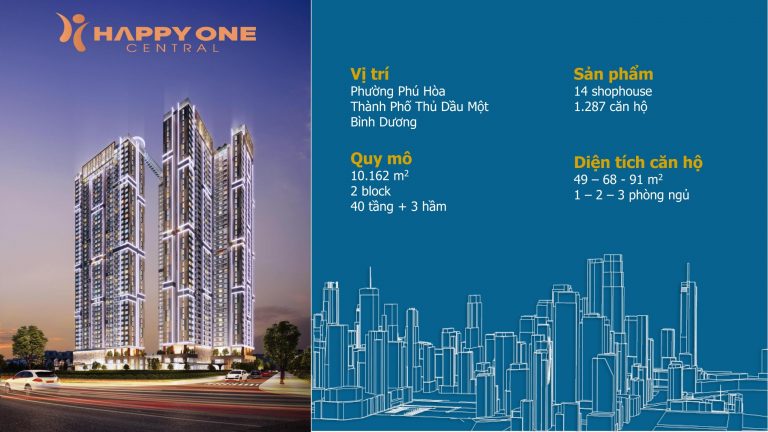 HAPPY ONE
CENTRAL
Vị trí
Phường Phú Hòa
Thành Phố Thủ Dầu Một
Bình Dương
Quy mô
10.162 m²
2 block
40 tầng + 3 hầm
Sản phẩm
14 shophouse
1.287 căn hộ
Diện tích căn hộ
49 – 68 - 91 m²
1 – 2 – 3 phòng ngủ